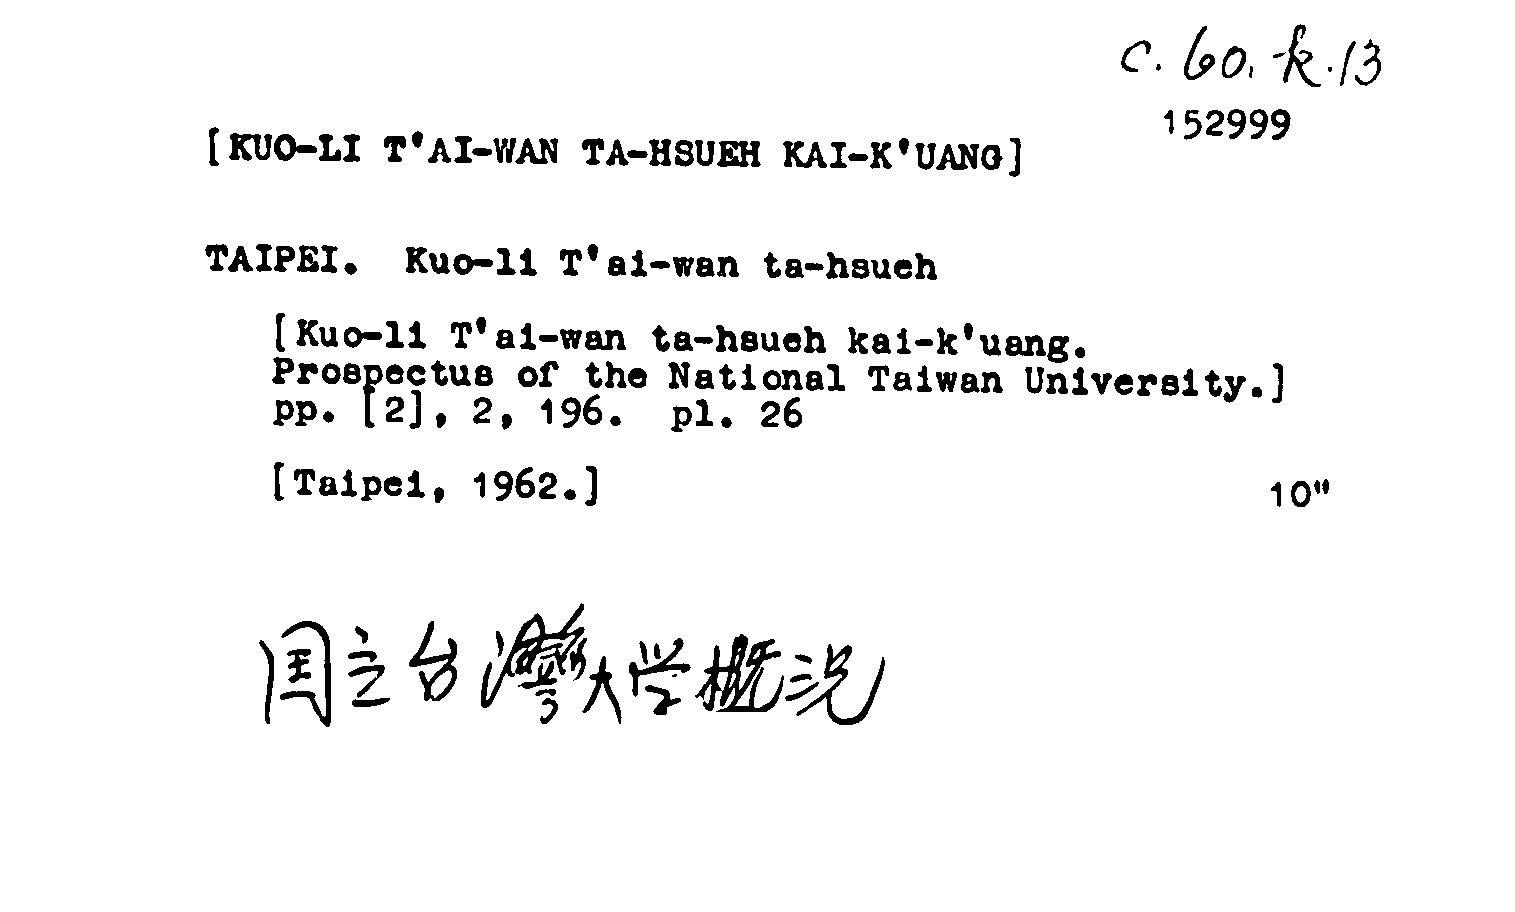 c. 60. k. 13
152999
[KUO-LI T'AI-WAN TA-HSUEH KAI-K'UANG]
TAIPEI. Kuo-li T'ai-wan ta-hsueh
[Kuo-li T'ai-wan ta-hsueh kai-k'uang.
Prospectus of the National Taiwan University.]
pp. [2], 2, 196. pl. 26
[Taipei, 1962.]
10"
国立台灣大学概况